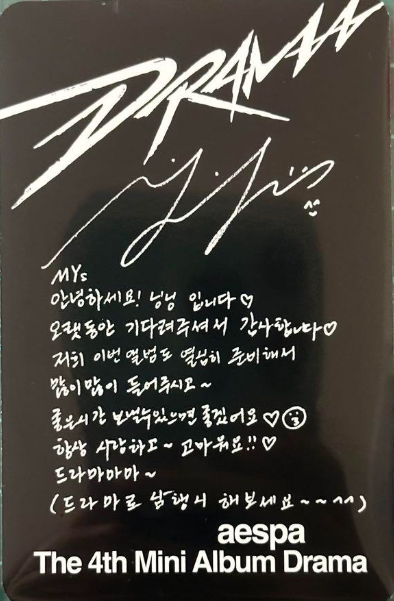 DRAMA
MYs
안녕하세요! 닝닝 입니다♡
오랫동안 기다려주셔서 감사합니다♡
저희 이번 앨범도 열심히 준비해서
많이많이 들어주시고~
좋은시간 보낼수있으면 좋겠어요♡
항상 사랑하고~ 고마워요!!♡
드라마마마~
(드라마로 삼행시 해보세요~~^^)
aespa
The 4th Mini Album Drama